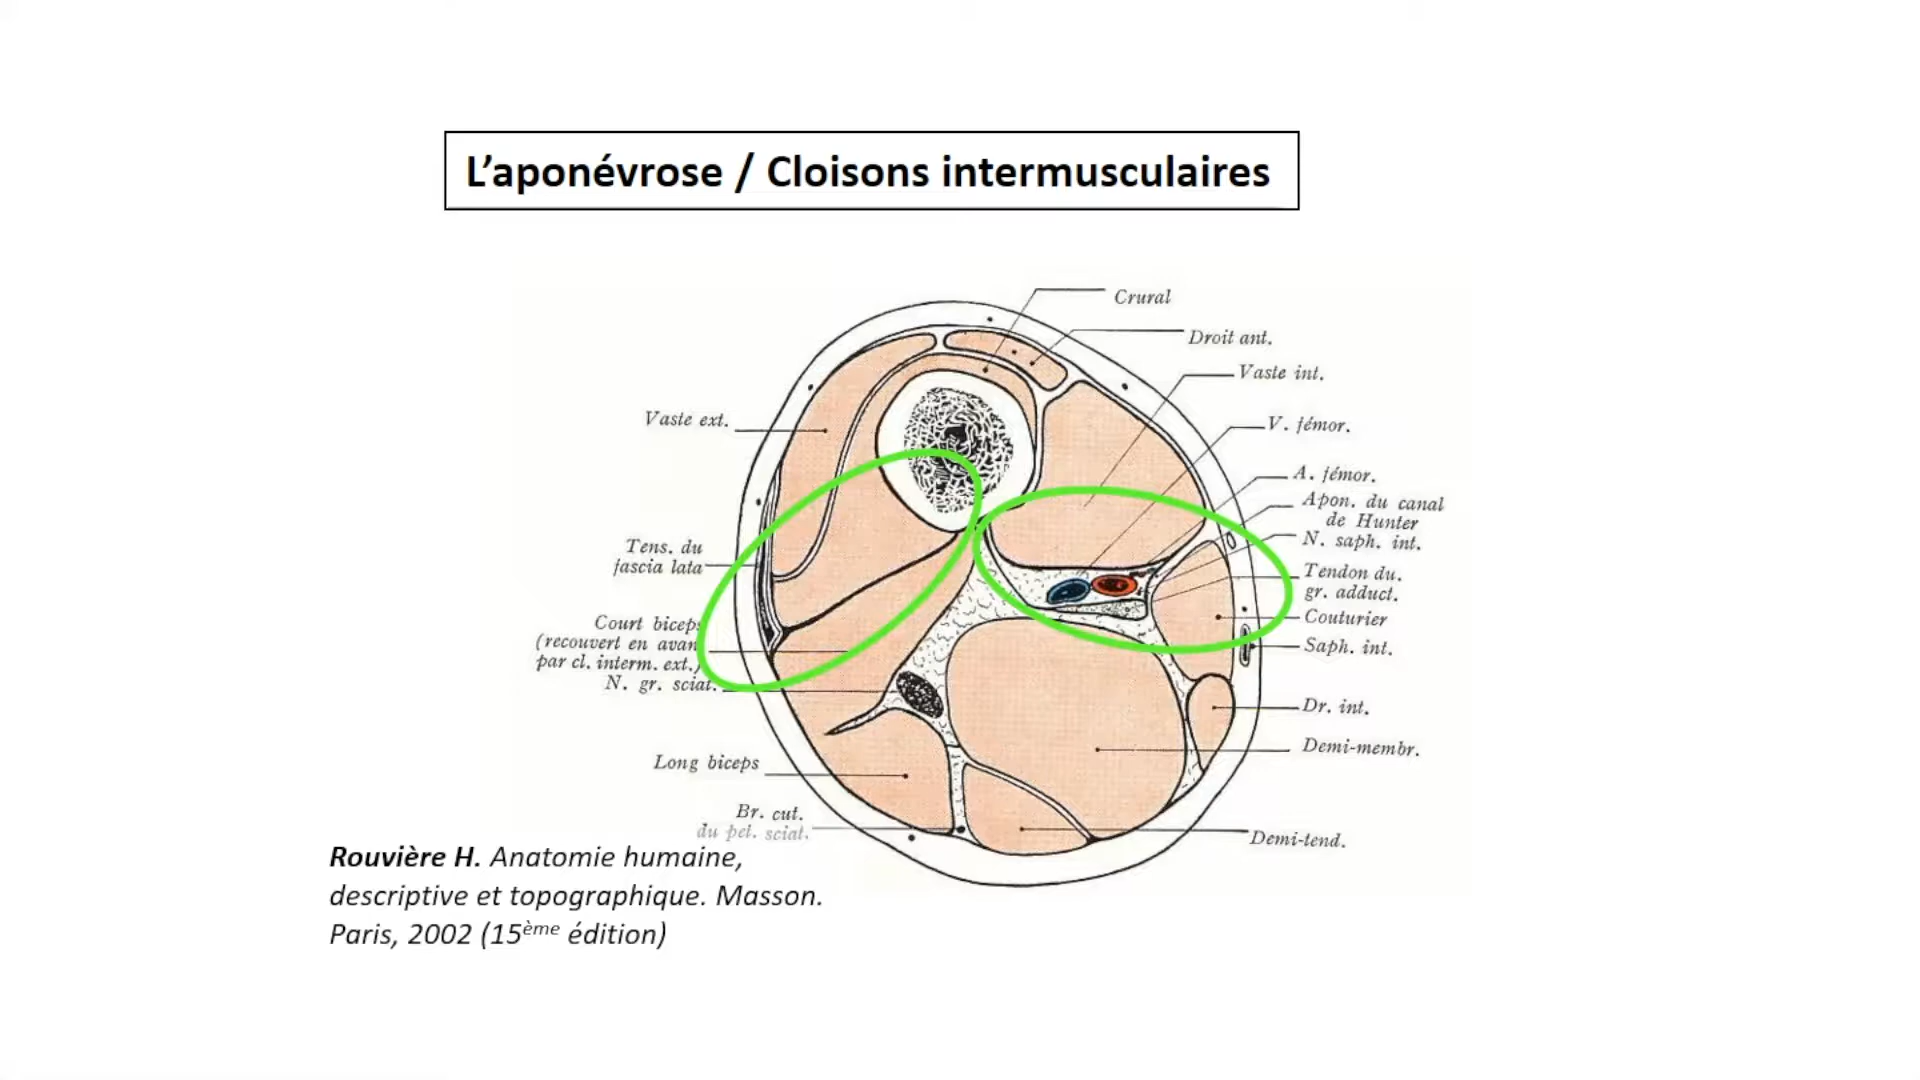 L’aponévrose / Cloisons intermusculaires
Crural
Droit ant.
Vaste int.
Vaste ext.
V. fémor.
A. fémor.
Apon. du canal
de Hunter
N. saph. int.
Tens. du
fascia lata
Tendon du.
gr. adduct.
Court biceps
(recouvert en avan
par cl. interm. ext.)
N. gr. sciat.
Couturier
Saph. int.
Dr. int.
Demi-membr.
Long biceps
Br. cut.
du pet. sciat.
Demi-tend.
Rouvière H. Anatomie humaine,
descriptive et topographique. Masson.
Paris, 2002 (15ème édition)